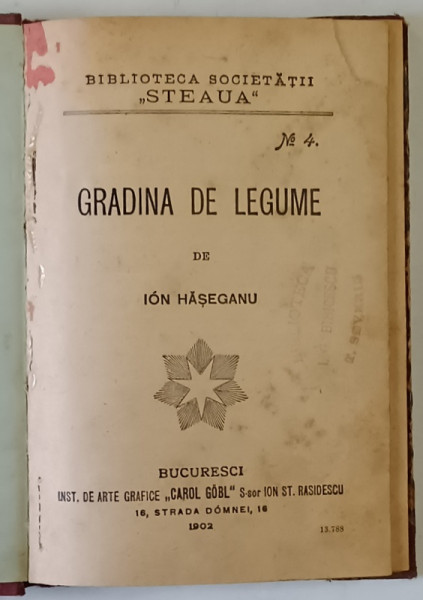 BIBLIOTECA SOCIETĂȚII
„STEAUA“
№ 4.
GRADINA DE LEGUME
DE
IÓN HĂȘEGANU
BUCURESCI
INST. DE ARTE GRAFICE „CAROL GÖBL“ S-sor ION ST. RASIDESCU
16, STRADA DÓMNEI, 16
1902
15.788